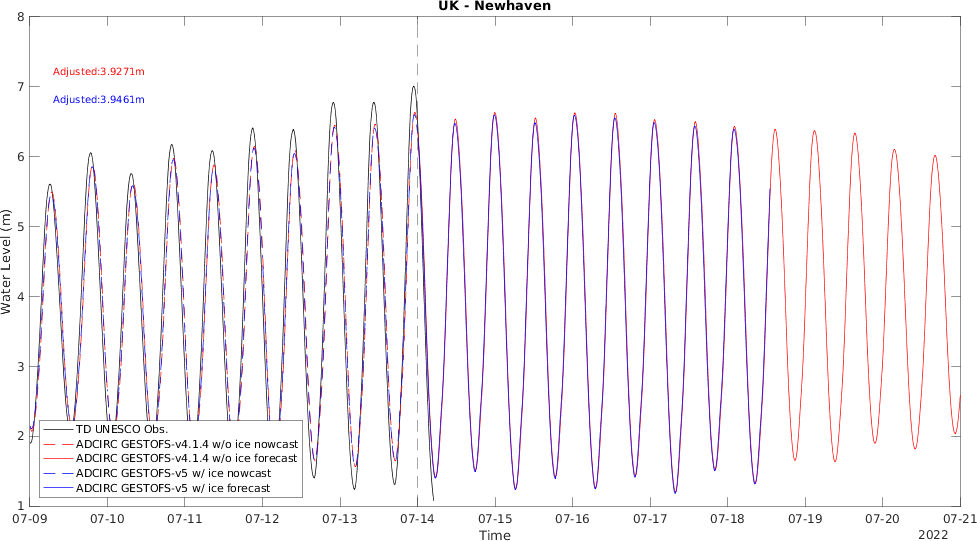 UK - Newhaven
8
7
6
5
4
3
2
1
Water Level (m)
Adjusted:3.9271m
Adjusted:3.9461m
TD UNESCO Obs.
ADCIRC GESTOFS-v4.1.4 w/o ice nowcast
ADCIRC GESTOFS-v4.1.4 w/o ice forecast
ADCIRC GESTOFS-v5 w/ ice nowcast
ADCIRC GESTOFS-v5 w/ ice forecast
07-09 07-10 07-11 07-12 07-13 07-14 07-15 07-16 07-17 07-18 07-19 07-20 07-21
Time
2022